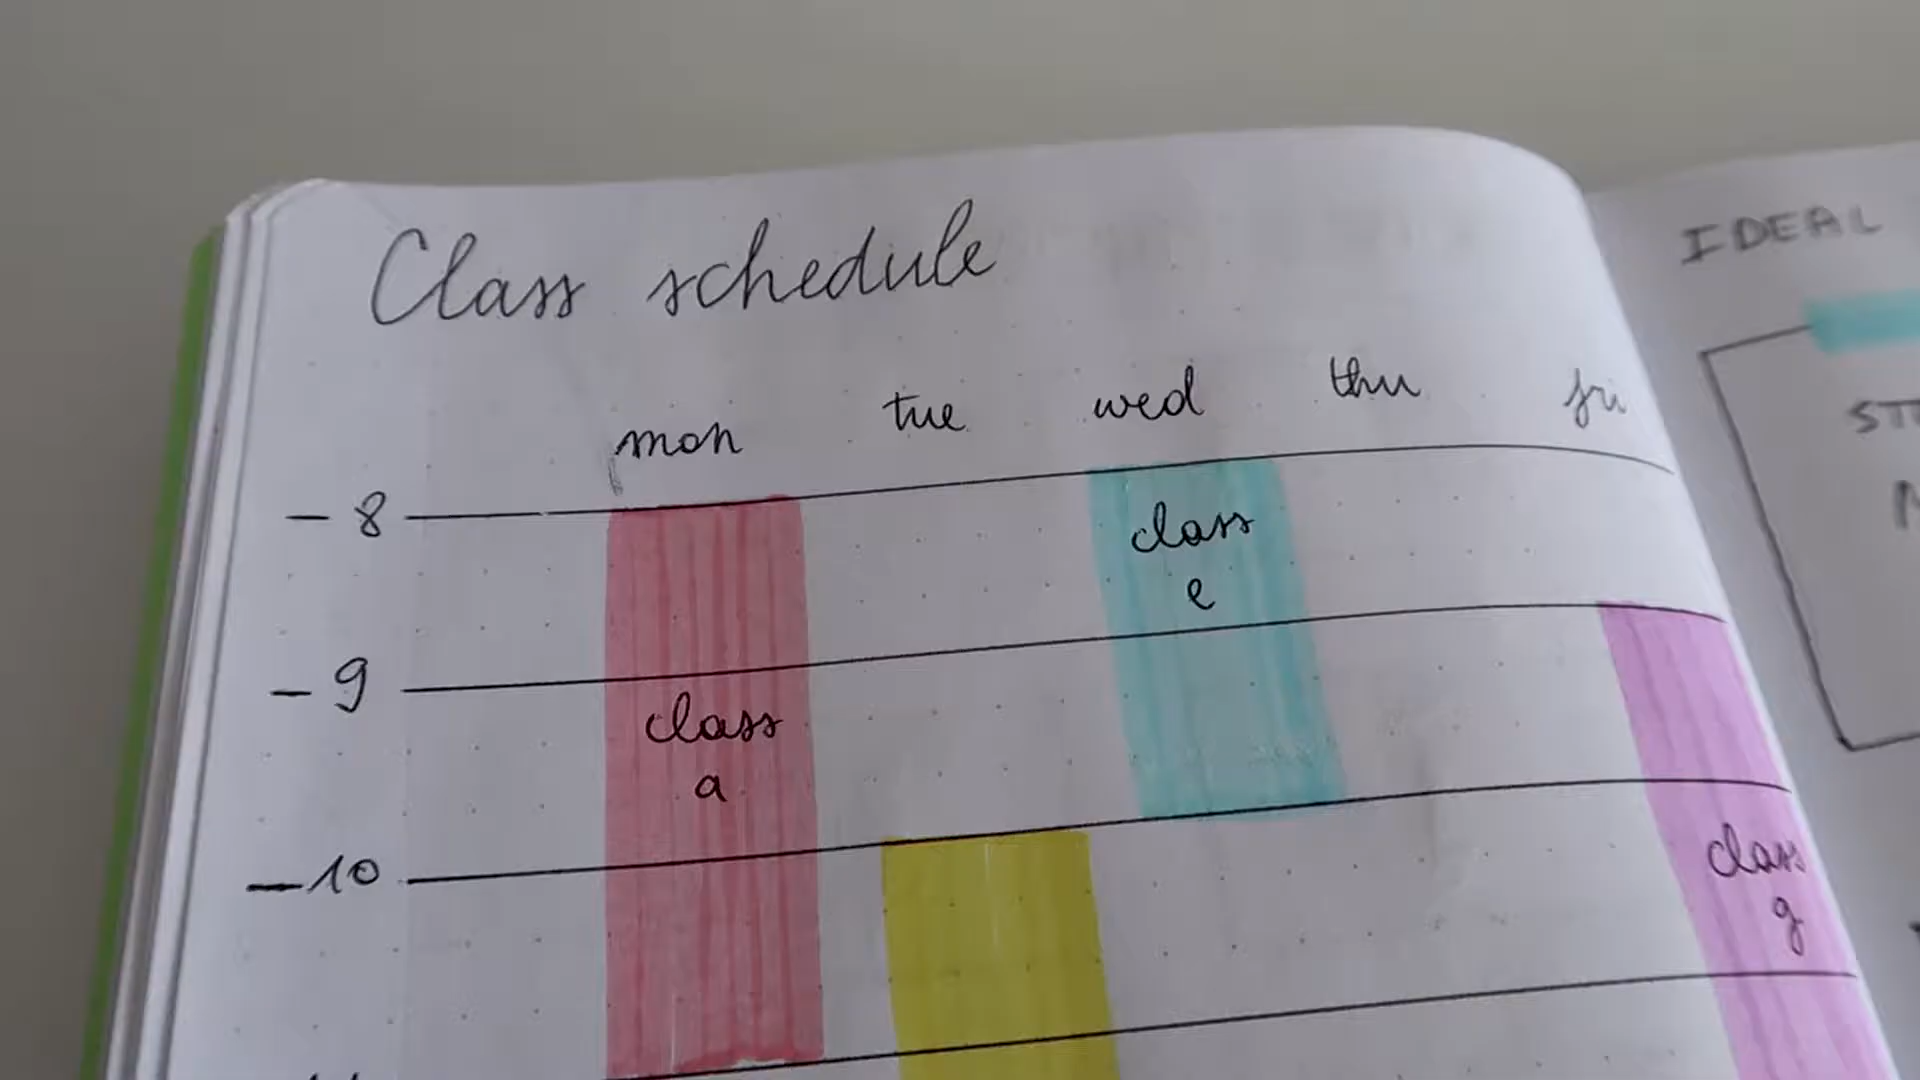 Class schedule
mon tue wed thu fri
- 8
class
e
- 9
class
a
- 10
class
g
IDEAL